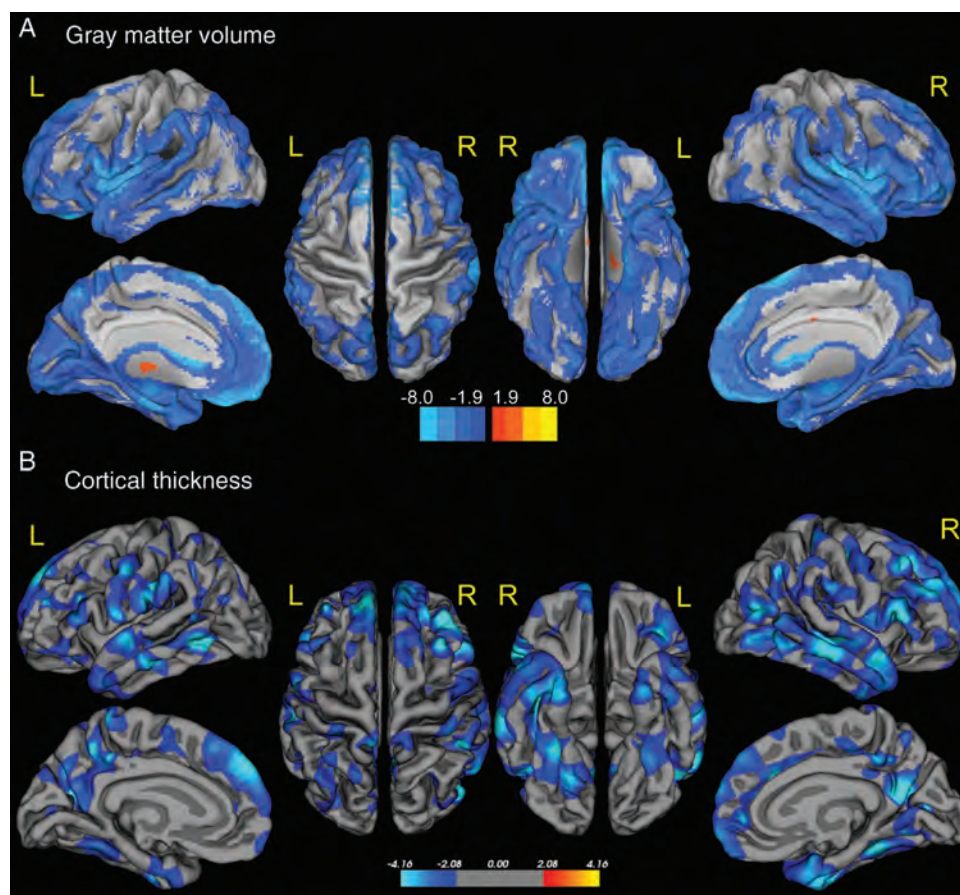 A
Gray matter volume
L
R
L
R
R
L
-8.0 -1.9 1.9 8.0
B
Cortical thickness
L
R
L
R
R
L
-4.16 -2.08 0.00 2.08 4.16